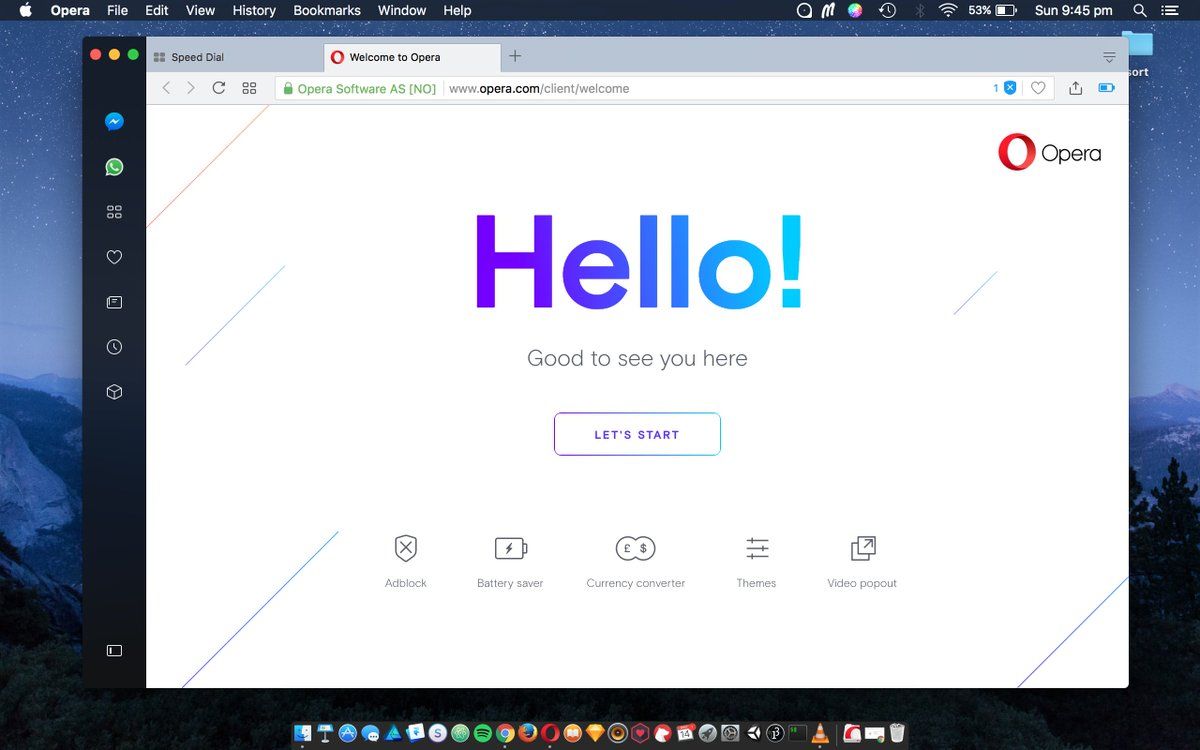 Opera File Edit View History Bookmarks Window Help 53% Sun 9:45 pm
sort
Speed Dial Welcome to Opera
Opera Software AS [NO] www.opera.com/client/welcome 1
Opera
Hello!
Good to see you here
LET'S START
£ $
Adblock Battery saver Currency converter Themes Video popout
14